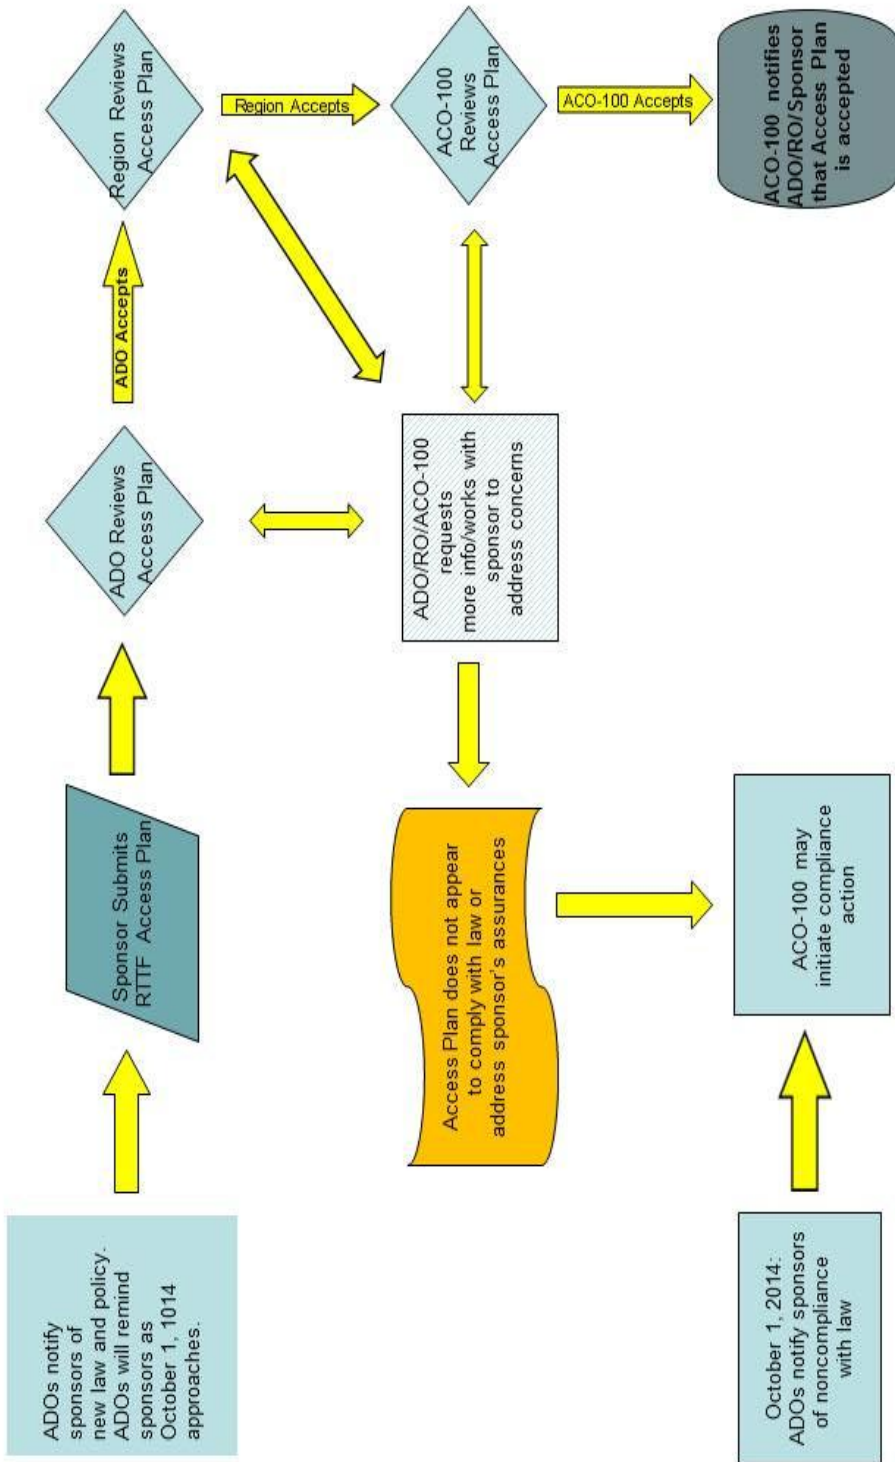 ADOs notify
sponsors of
new law and policy.
ADOs will remind
sponsors as
October 1, 1014
approaches.
Sponsor Submits
RTTF Access Plan
ADO Reviews
Access Plan
ADO Accepts
Region Reviews
Access Plan
Region Accepts
ACO-100
Reviews
Access Plan
ACO-100 Accepts
ACO-100 notifies
ADO/RO/Sponsor
that Access Plan
is accepted
ADO/RO/ACO-100
requests
more info/works with
sponsor to
address concerns
Access Plan does not appear
to comply with law or
address sponsor's assurances
October 1, 2014:
ADOs notify sponsors
of noncompliance
with law
ACO-100 may
initiate compliance
action